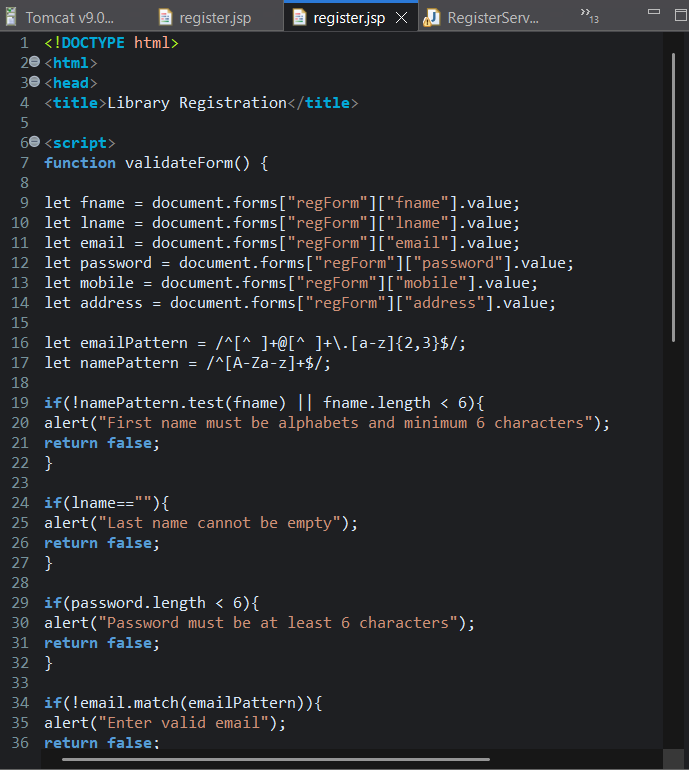 Tomcat v9.0... register.jsp register.jsp RegisterServ... 13
1 <!DOCTYPE html>
2 <html>
3 <head>
4 <title>Library Registration</title>
5
6 <script>
7 function validateForm() {
8
9 let fname = document.forms["regForm"]["fname"].value;
10 let lname = document.forms["regForm"]["lname"].value;
11 let email = document.forms["regForm"]["email"].value;
12 let password = document.forms["regForm"]["password"].value;
13 let mobile = document.forms["regForm"]["mobile"].value;
14 let address = document.forms["regForm"]["address"].value;
15
16 let emailPattern = /^[^ ]+@[^ ]+\.[a-z]{2,3}$/;
17 let namePattern = /^[A-Za-z]+$/;
18
19 if(!namePattern.test(fname) || fname.length < 6){
20 alert("First name must be alphabets and minimum 6 characters");
21 return false;
22 }
23
24 if(lname==""){
25 alert("Last name cannot be empty");
26 return false;
27 }
28
29 if(password.length < 6){
30 alert("Password must be at least 6 characters");
31 return false;
32 }
33
34 if(!email.match(emailPattern)){
35 alert("Enter valid email");
36 return false;